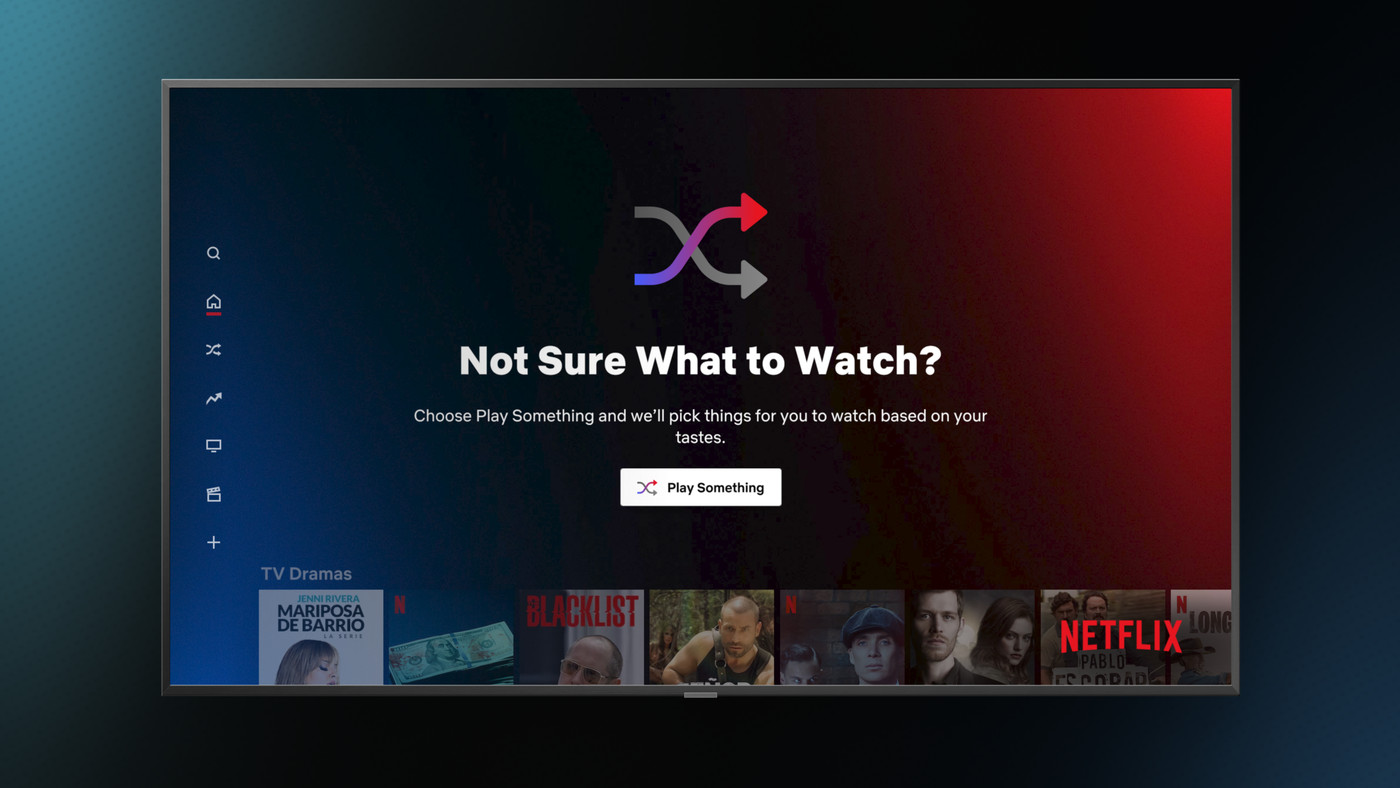 Not Sure What to Watch?
Choose Play Something and we'll pick things for you to watch based on your
tastes.
Play Something
TV Dramas
JENNI RIVERA
MARIPOSA
DE BARRIO
LA SERIE
N
BLACKLIST
N
NETFLIX
PABLO
ESCOBAR
N
LONG